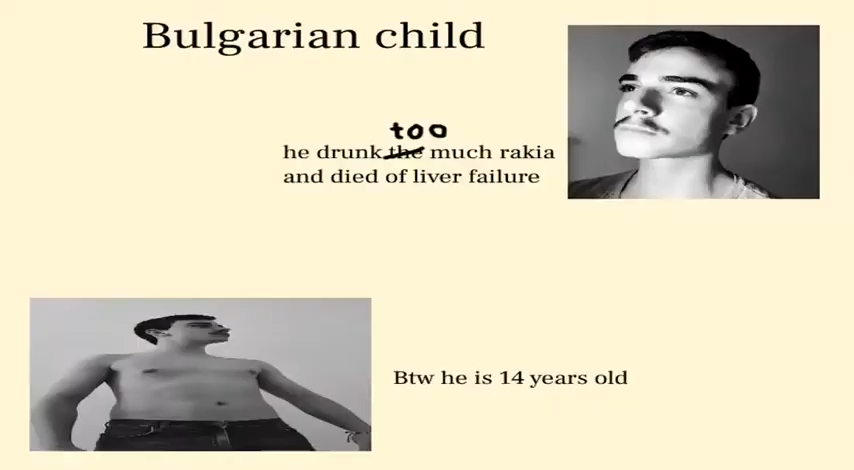 Bulgarian child
too
he drunk the much rakia
and died of liver failure
Btw he is 14 years old